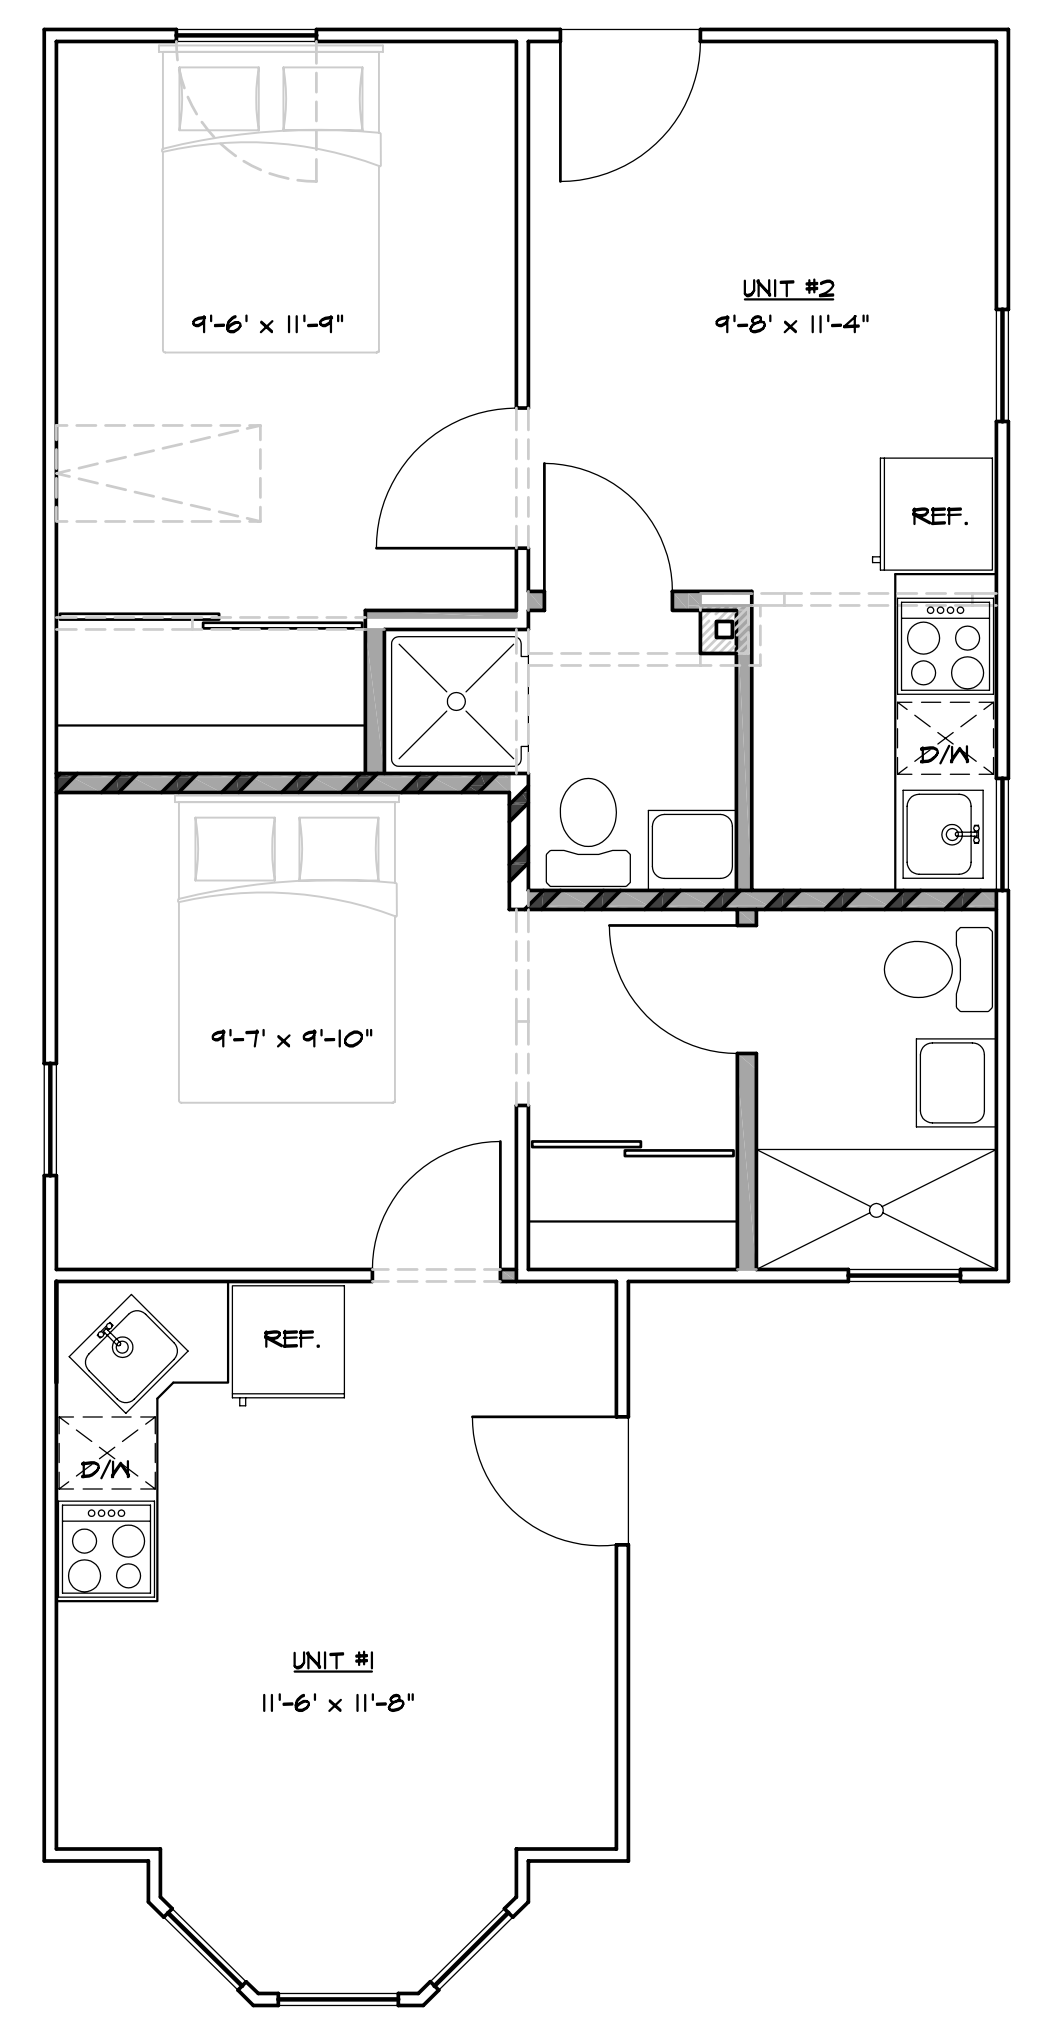 UNIT #2
9'-6' x 11'-9"
9'-8' x 11'-4"
REF.
D/W
9'-7' x 9'-10"
REF.
D/W
UNIT #1
11'-6' x 11'-8"